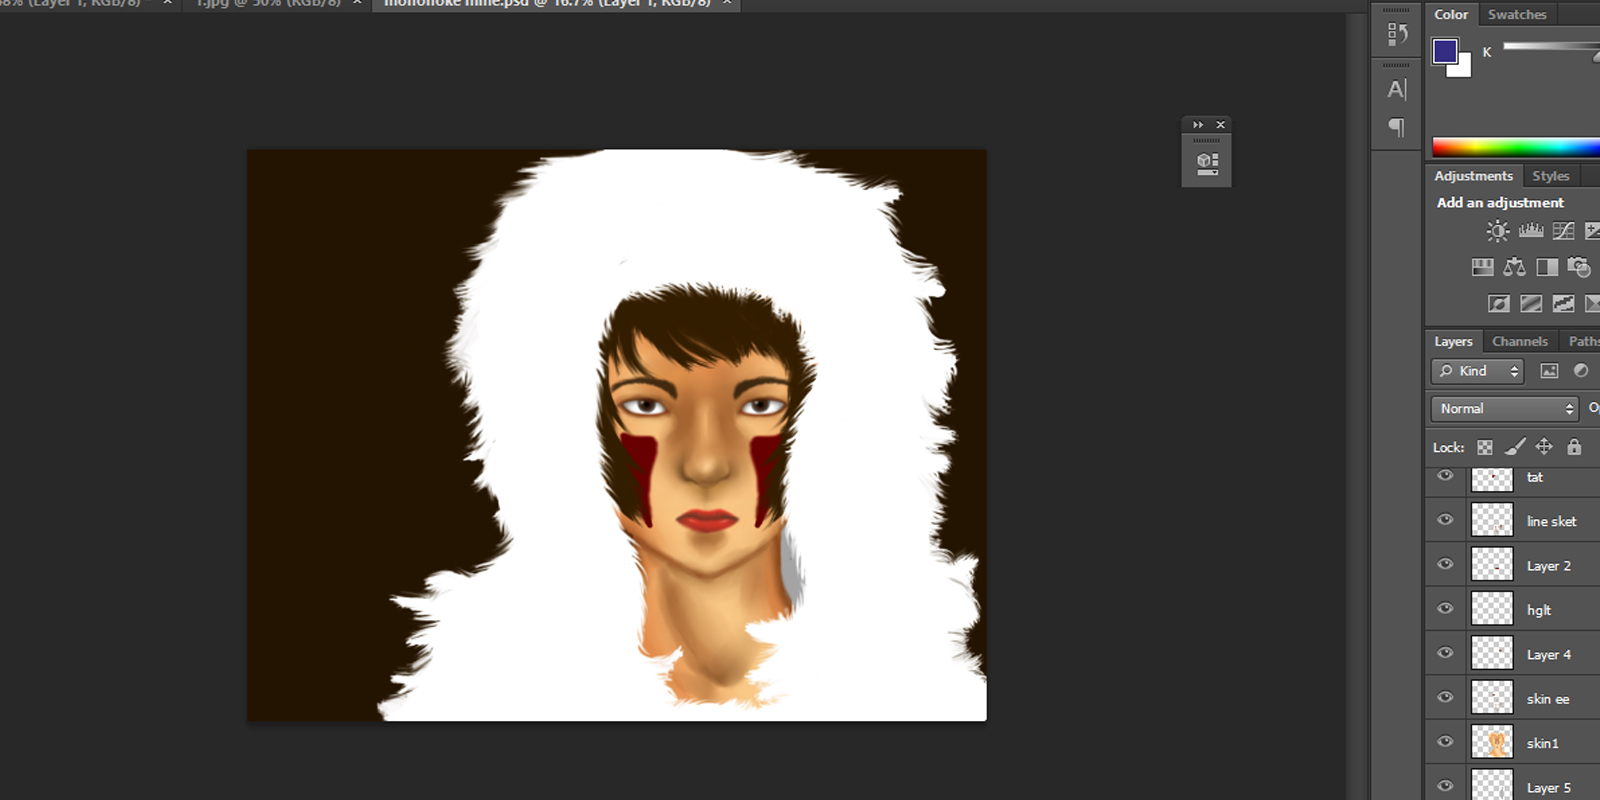 68% (Layer 1, RGB/8)
1.jpg @ 50% (RGB/8)
mononoke mine.psd @ 16.7% (Layer 1, RGB/8)
Color Swatches
K
A
Adjustments Styles
Add an adjustment
Layers Channels Paths
Kind
Normal Op
Lock:
tat
line sket
Layer 2
hglt
Layer 4
skin ee
skin1
Layer 5